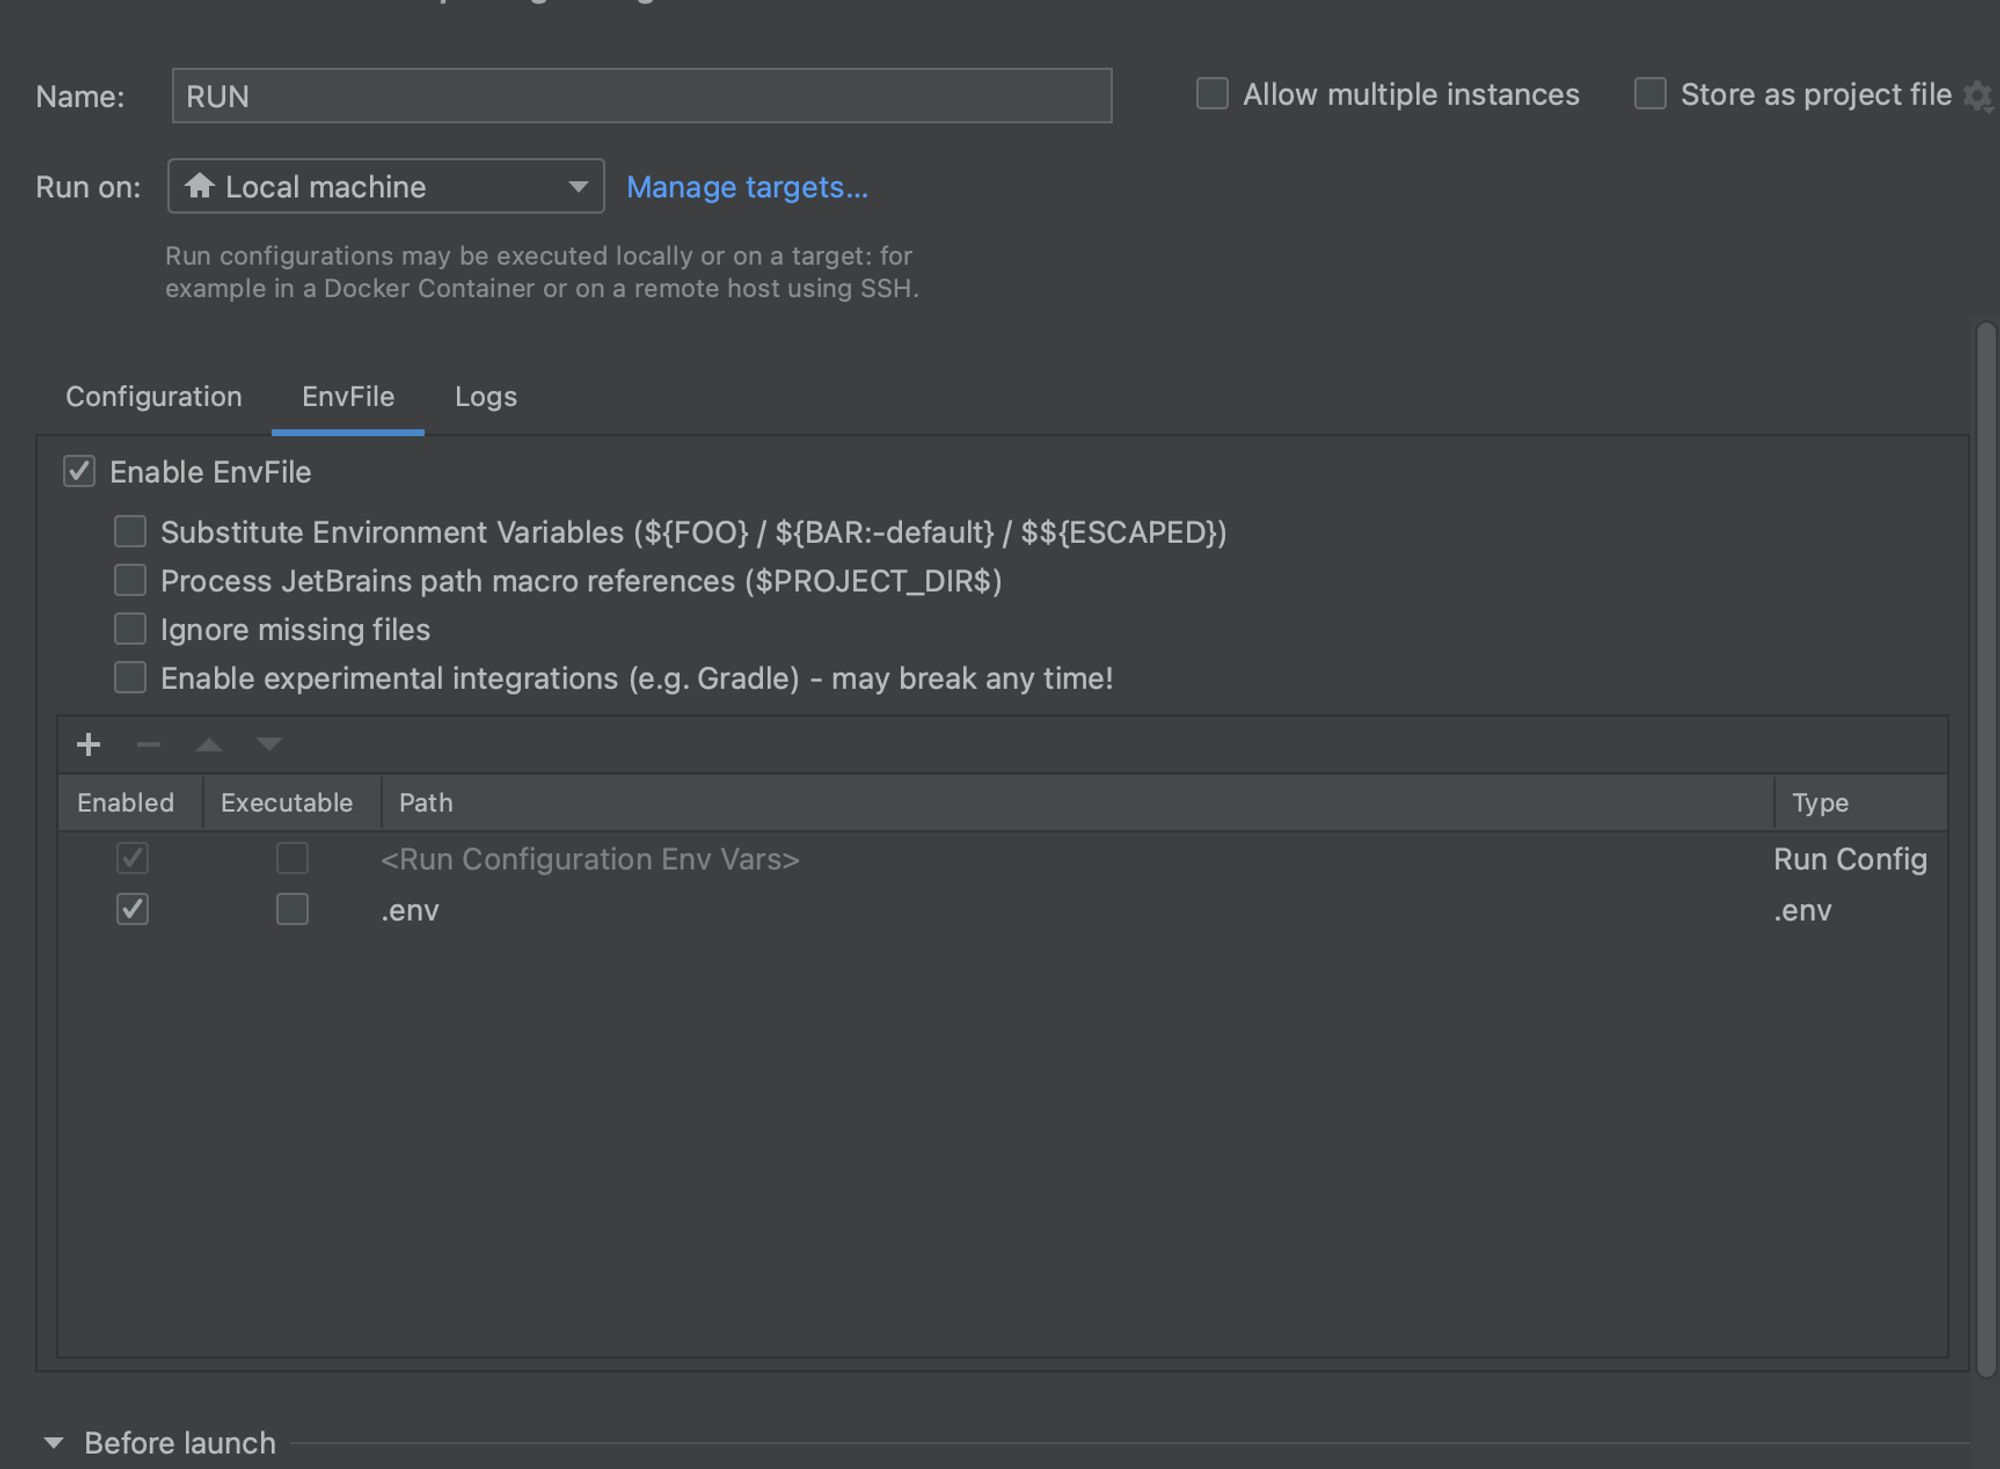 Name: RUN Allow multiple instances Store as project file
Run on: Local machine Manage targets...
Run configurations may be executed locally or on a target: for
example in a Docker Container or on a remote host using SSH.
Configuration EnvFile Logs
Enable EnvFile
Substitute Environment Variables (${FOO} / ${BAR:-default} / $${ESCAPED})
Process JetBrains path macro references ($PROJECT_DIR$)
Ignore missing files
Enable experimental integrations (e.g. Gradle) - may break any time!
Enabled Executable Path Type
<Run Configuration Env Vars> Run Config
.env .env
Before launch